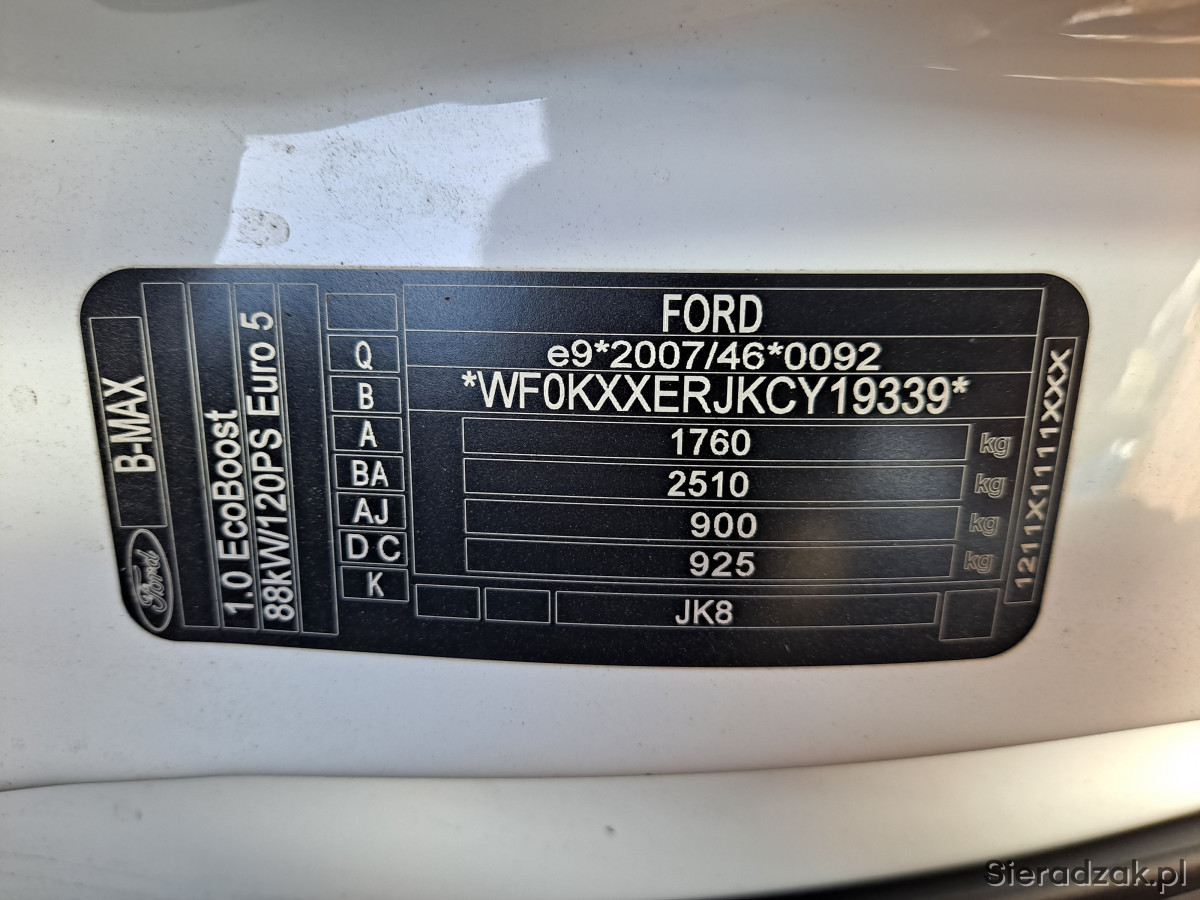 FORD
Q e9*2007/46*0092
B *WF0KXXERJKCY19339*
A 1760 kg
BA 2510 kg
AJ 900 kg
D C 925 kg
K JK8
B-MAX
Ford
1.0 EcoBoost
88kW/120PS Euro 5
1211X1111XXX
Sieradzak.pl